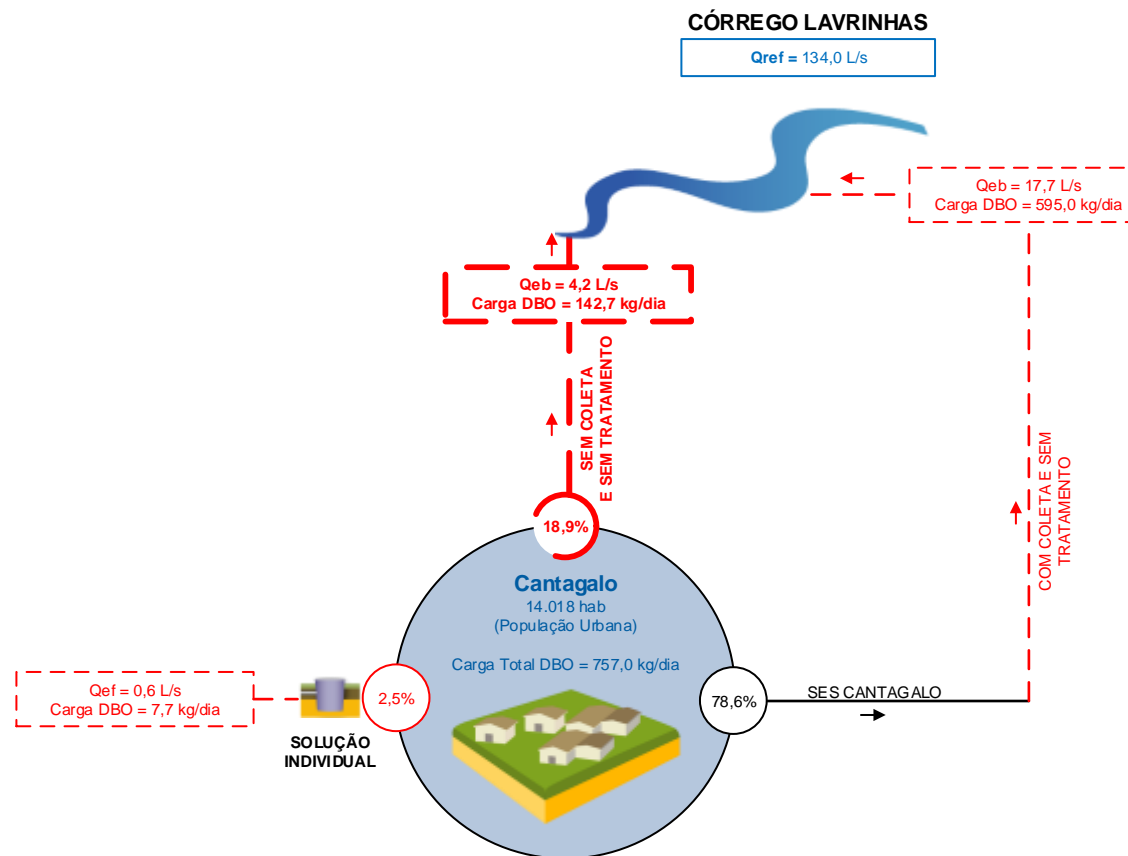 CÓRREGO LAVRINHAS
Qref = 134,0 L/s
Qeb = 17,7 L/s
Carga DBO = 595,0 kg/dia
Qeb = 4,2 L/s
Carga DBO = 142,7 kg/dia
SEM COLETA
E SEM TRATAMENTO
COM COLETA E SEM
TRATAMENTO
18,9%
Cantagalo
14.018 hab
(População Urbana)
Carga Total DBO = 757,0 kg/dia
Qef = 0,6 L/s
Carga DBO = 7,7 kg/dia
2,5%
78,6%
SES CANTAGALO
SOLUÇÃO
INDIVIDUAL